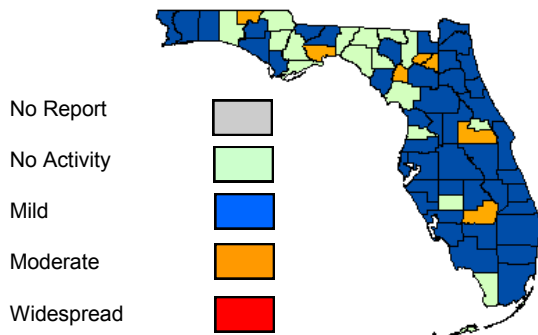 No Report
No Activity
Mild
Moderate
Widespread